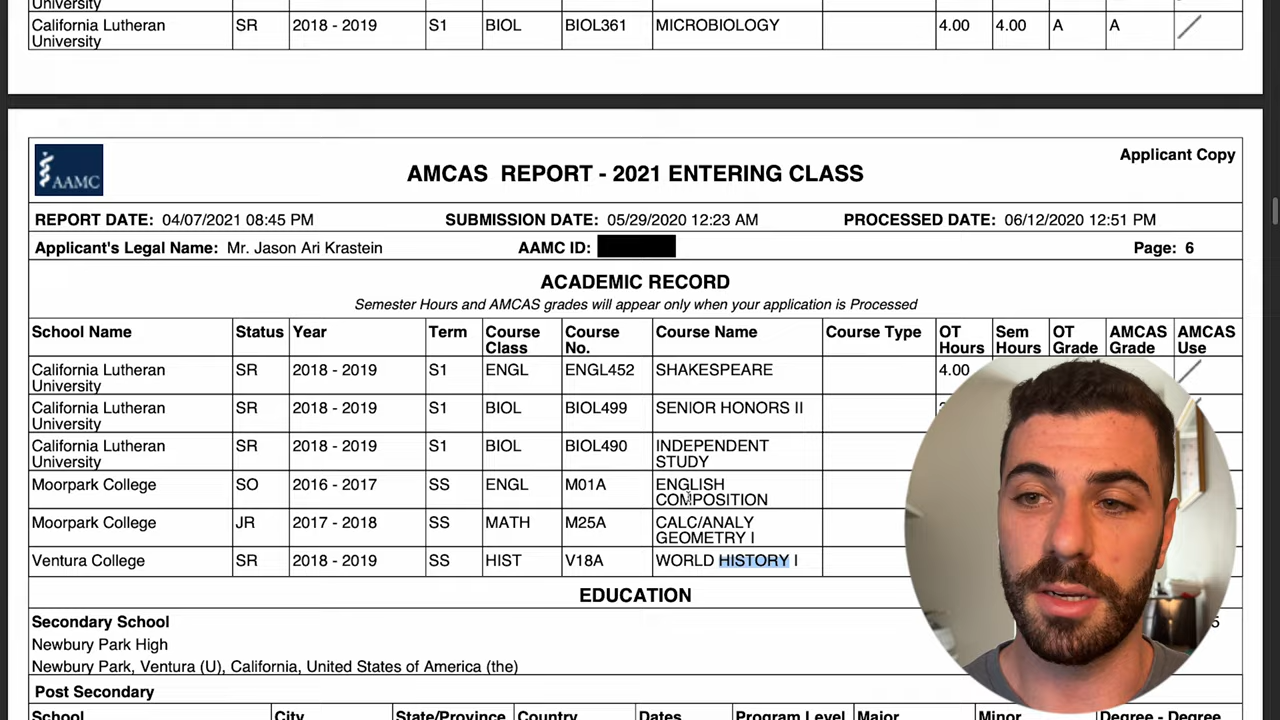 California Lutheran SR 2018 - 2019 S1 BIOL BIOL361 MICROBIOLOGY 4.00 4.00 A A
University
AAMC
AMCAS REPORT - 2021 ENTERING CLASS
Applicant Copy
REPORT DATE: 04/07/2021 08:45 PM SUBMISSION DATE: 05/29/2020 12:23 AM PROCESSED DATE: 06/12/2020 12:51 PM
Applicant's Legal Name: Mr. Jason Ari Krastein AAMC ID: Page: 6
ACADEMIC RECORD
Semester Hours and AMCAS grades will appear only when your application is Processed
School Name Status Year Term Course Course Course Name Course Type OT Sem OT AMCAS AMCAS
Class No. Hours Hours Grade Grade Use
California Lutheran SR 2018 - 2019 S1 ENGL ENGL452 SHAKESPEARE 4.00
University
California Lutheran SR 2018 - 2019 S1 BIOL BIOL499 SENIOR HONORS II
University
California Lutheran SR 2018 - 2019 S1 BIOL BIOL490 INDEPENDENT
University STUDY
Moorpark College SO 2016 - 2017 SS ENGL M01A ENGLISH
COMPOSITION
Moorpark College JR 2017 - 2018 SS MATH M25A CALC/ANALY
GEOMETRY I
Ventura College SR 2018 - 2019 SS HIST V18A WORLD HISTORY I
EDUCATION
Secondary School
Newbury Park High
Newbury Park, Ventura (U), California, United States of America (the)
Post Secondary
School City State/Province Country Dates Program Level Major Minor Degree - Degree